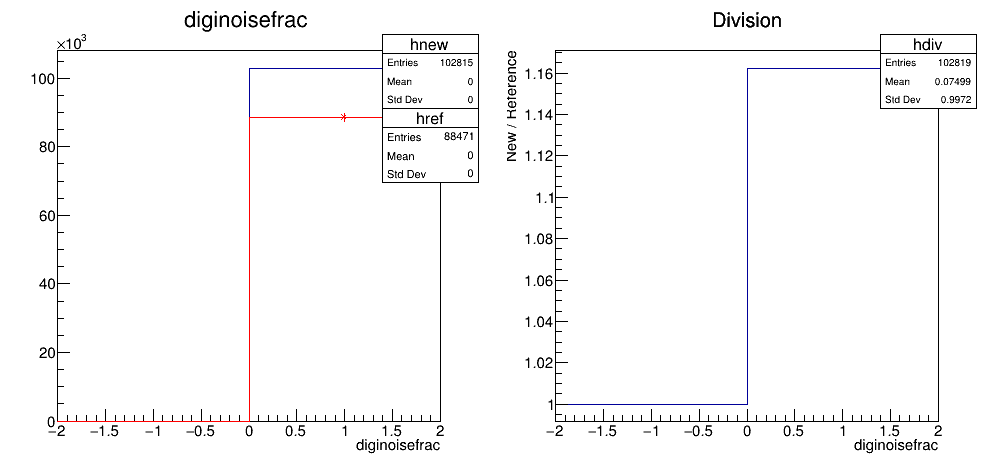 diginoisefrac
×10³
hnew
Entries 102815
Mean 0
Std Dev 0
href
Entries 88471
Mean 0
Std Dev 0
100
80
60
40
20
0
−2 −1.5 −1 −0.5 0 0.5 1 1.5 2
diginoisefrac
Division
hdiv
Entries 102819
Mean 0.07499
Std Dev 0.9972
New / Reference
1.16
1.14
1.12
1.1
1.08
1.06
1.04
1.02
1
−2 −1.5 −1 −0.5 0 0.5 1 1.5 2
diginoisefrac